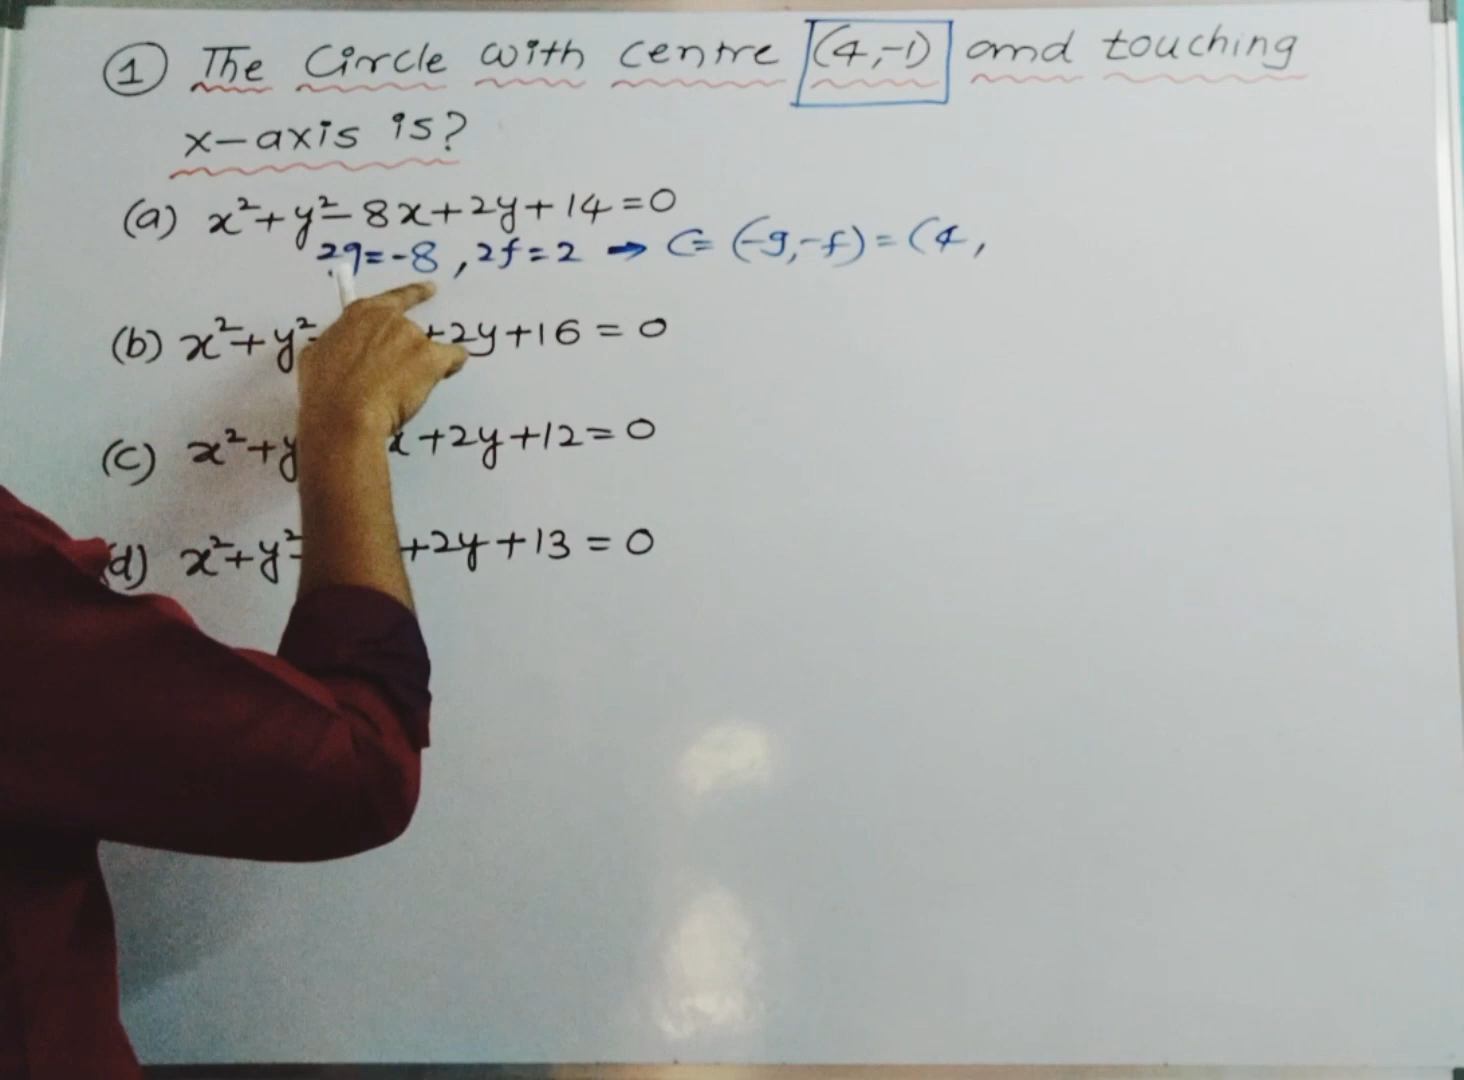 ① The Circle with centre (4,-1) and touching
x-axis is?
(a) x²+y²-8x+2y+14=0
2g=-8, 2f=2 → C=(-g,-f)=(4,
(b) x²+y²- +2y+16=0
(c) x²+y x+2y+12=0
(d) x²+y²- +2y+13=0